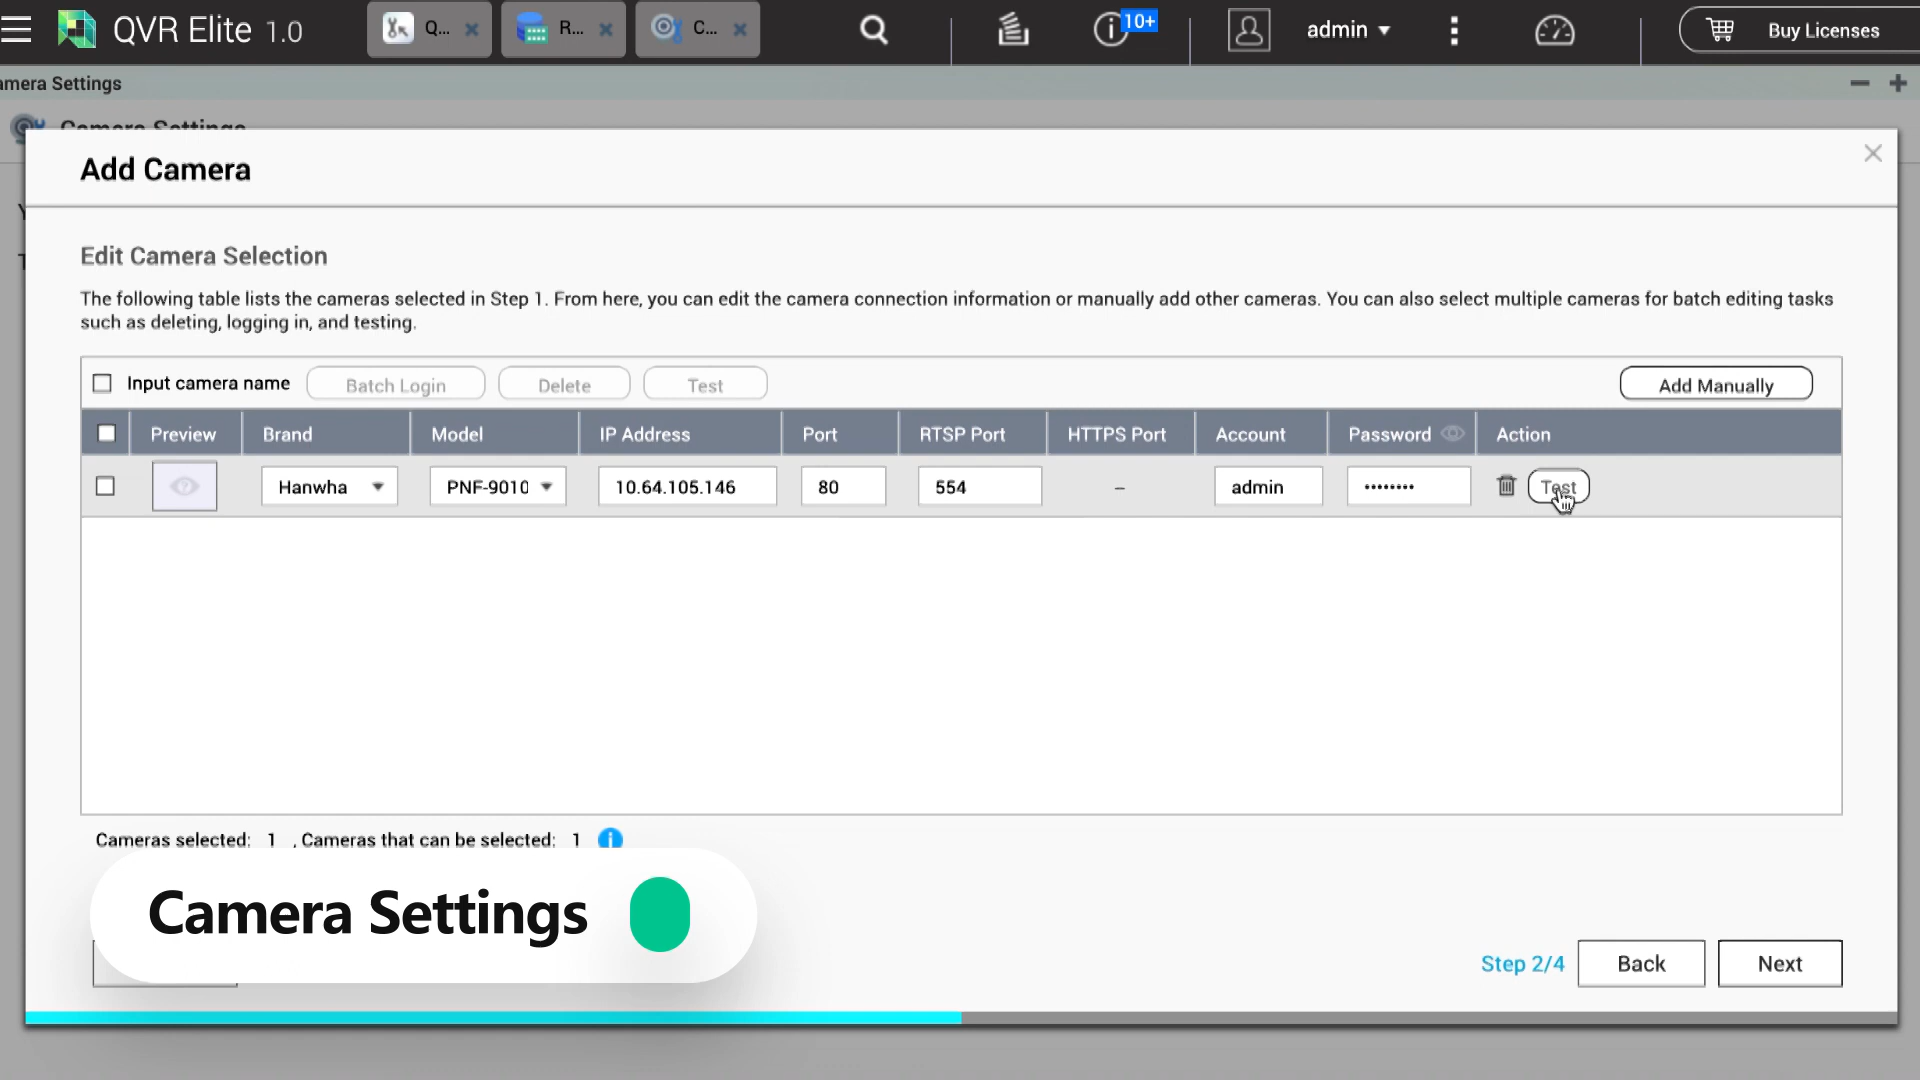 QVR Elite 1.0
Q...
R...
C...
10+
admin
Buy Licenses
amera Settings
Camera Settings
Add Camera
Edit Camera Selection
The following table lists the cameras selected in Step 1. From here, you can edit the camera connection information or manually add other cameras. You can also select multiple cameras for batch editing tasks
such as deleting, logging in, and testing.
Input camera name
Batch Login
Delete
Test
Add Manually
Preview Brand Model IP Address Port RTSP Port HTTPS Port Account Password Action
Hanwha PNF-9010 10.64.105.146 80 554 – admin •••••••• Test
Cameras selected: 1 , Cameras that can be selected: 1
Camera Settings
Step 2/4
Back
Next